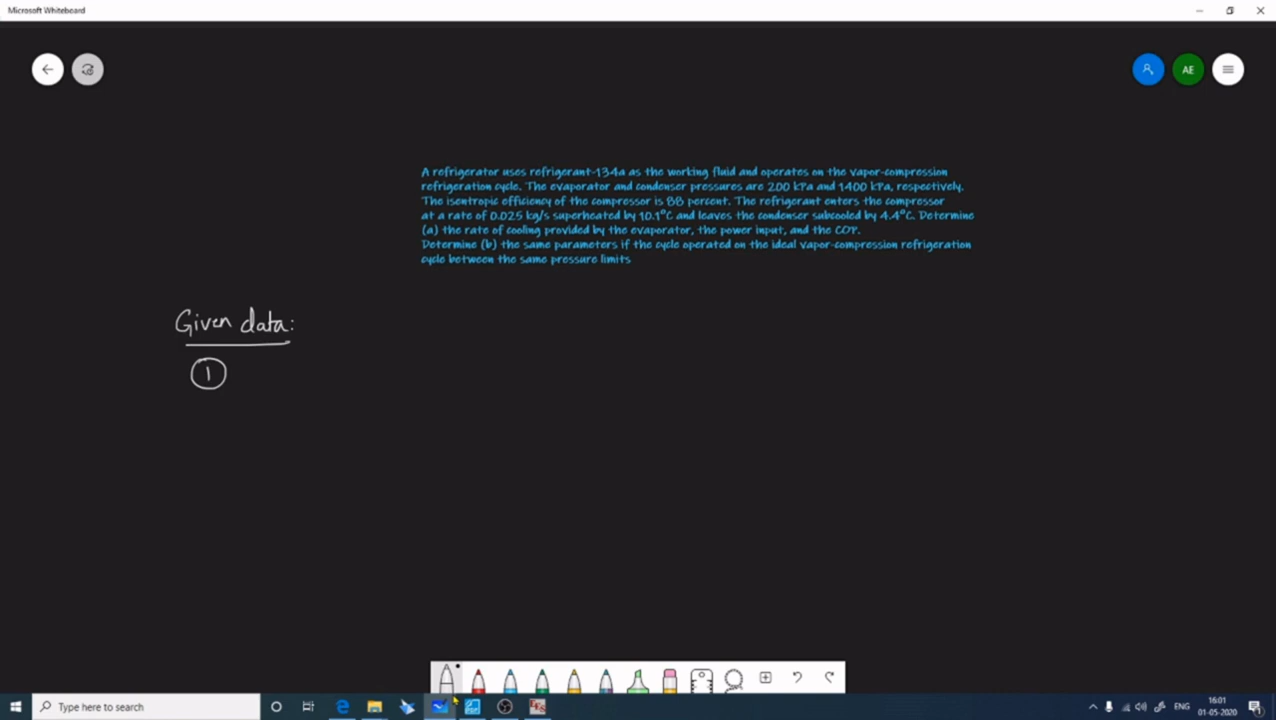 Microsoft Whiteboard
AE
A refrigerator uses refrigerant-134a as the working fluid and operates on the vapor-compression
refrigeration cycle. The evaporator and condenser pressures are 200 kPa and 1400 kPa, respectively.
The isentropic efficiency of the compressor is 88 percent. The refrigerant enters the compressor
at a rate of 0.025 kg/s superheated by 10.1°C and leaves the condenser subcooled by 4.4°C. Determine
(a) the rate of cooling provided by the evaporator, the power input, and the COP.
Determine (b) the same parameters if the cycle operated on the ideal vapor-compression refrigeration
cycle between the same pressure limits
Given data:
1
Type here to search
ENG
16:01
01-05-2020